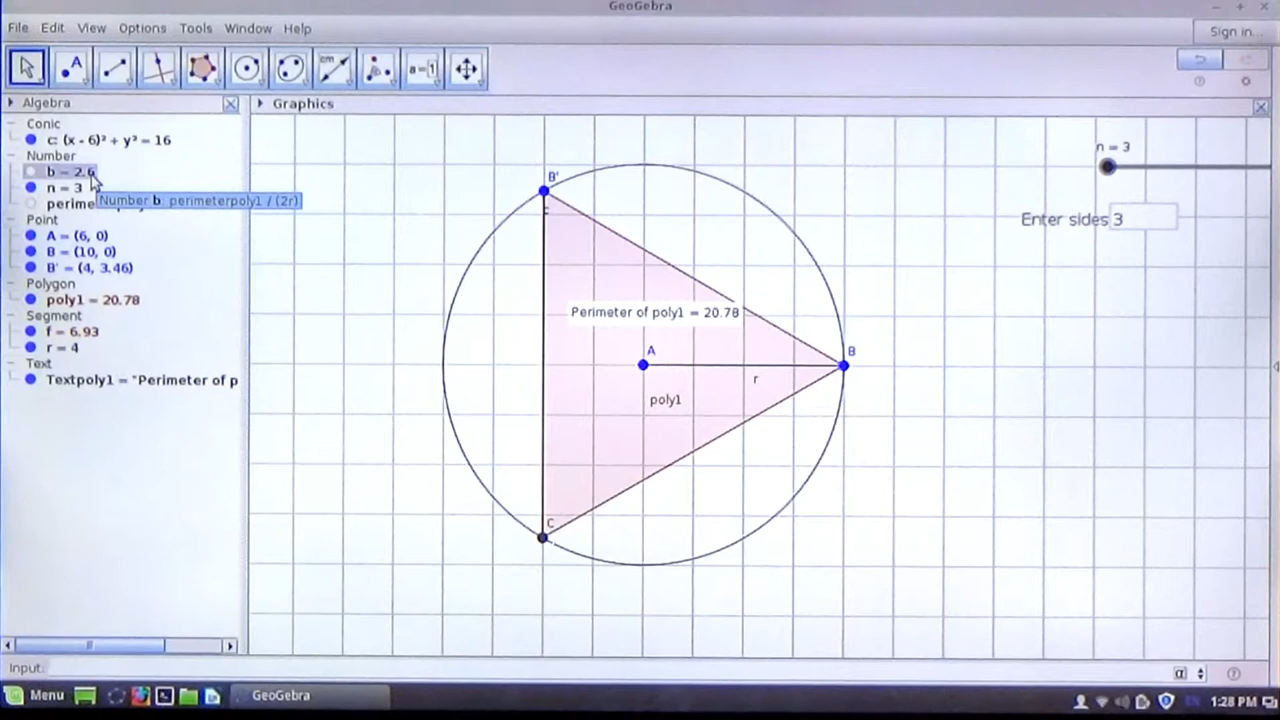 GeoGebra
File Edit View Options Tools Window Help
Sign in...
A
cm
a=1
Algebra
Graphics
Conic
c: (x - 6)² + y² = 16
Number
b = 2.6
n = 3
Number b: perimeterpoly1 / (2r)
perime
Point
A = (6, 0)
B = (10, 0)
B' = (4, 3.46)
Polygon
poly1 = 20.78
Segment
f = 6.93
r = 4
Text
Textpoly1 = "Perimeter of p
n = 3
Enter sides 3
B'
f
Perimeter of poly1 = 20.78
A
B
r
poly1
C
Input:
α
Menu
GeoGebra
EN
1:28 PM